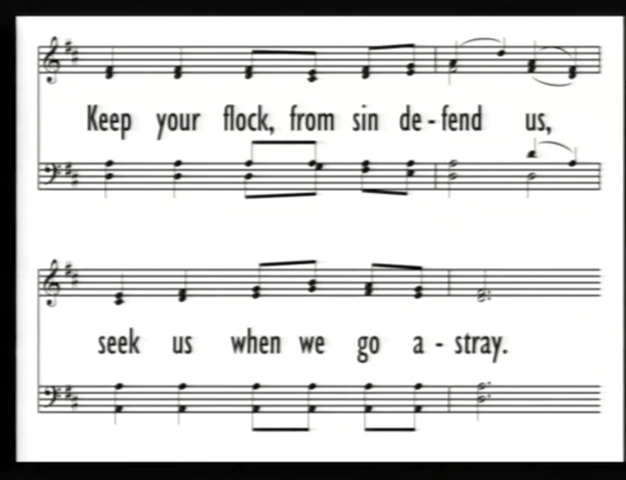 Keep your flock, from sin de - fend us,
seek us when we go a - stray.